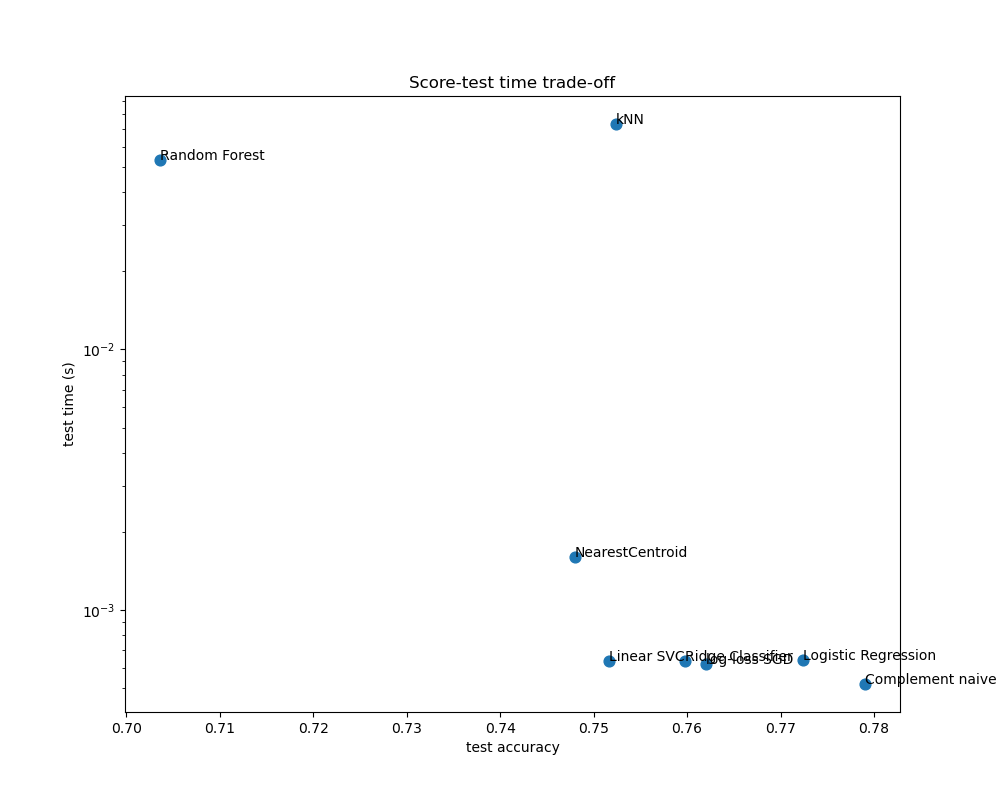 Score-test time trade-off
kNN
Random Forest
10⁻²
test time (s)
NearestCentroid
10⁻³
Linear SVC
Ridge Classifier
log-loss SGD
Logistic Regression
Complement naive
0.70 0.71 0.72 0.73 0.74 0.75 0.76 0.77 0.78
test accuracy